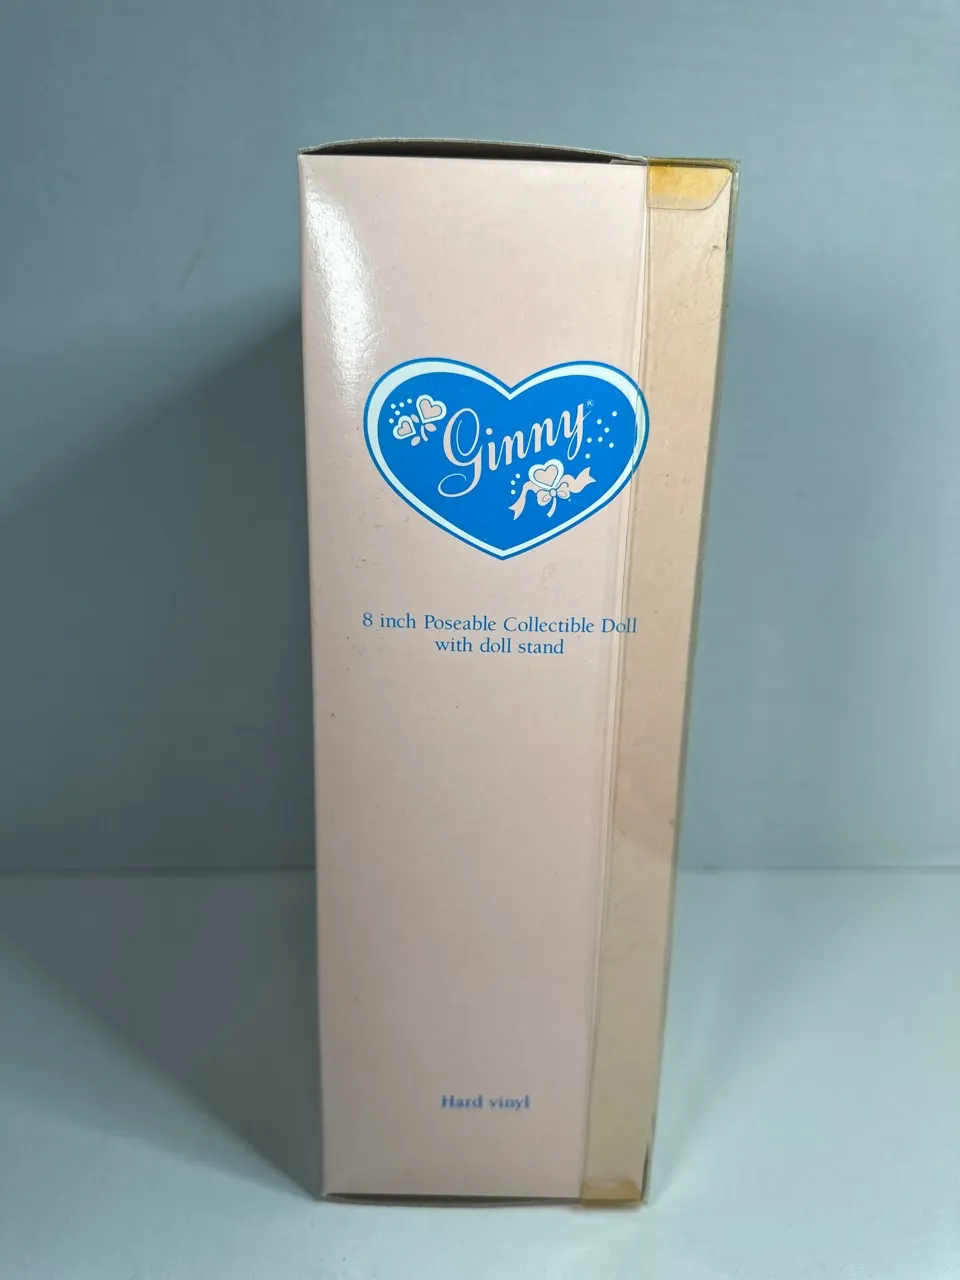 Ginny®
8 inch Poseable Collectible Doll
with doll stand
Hard vinyl